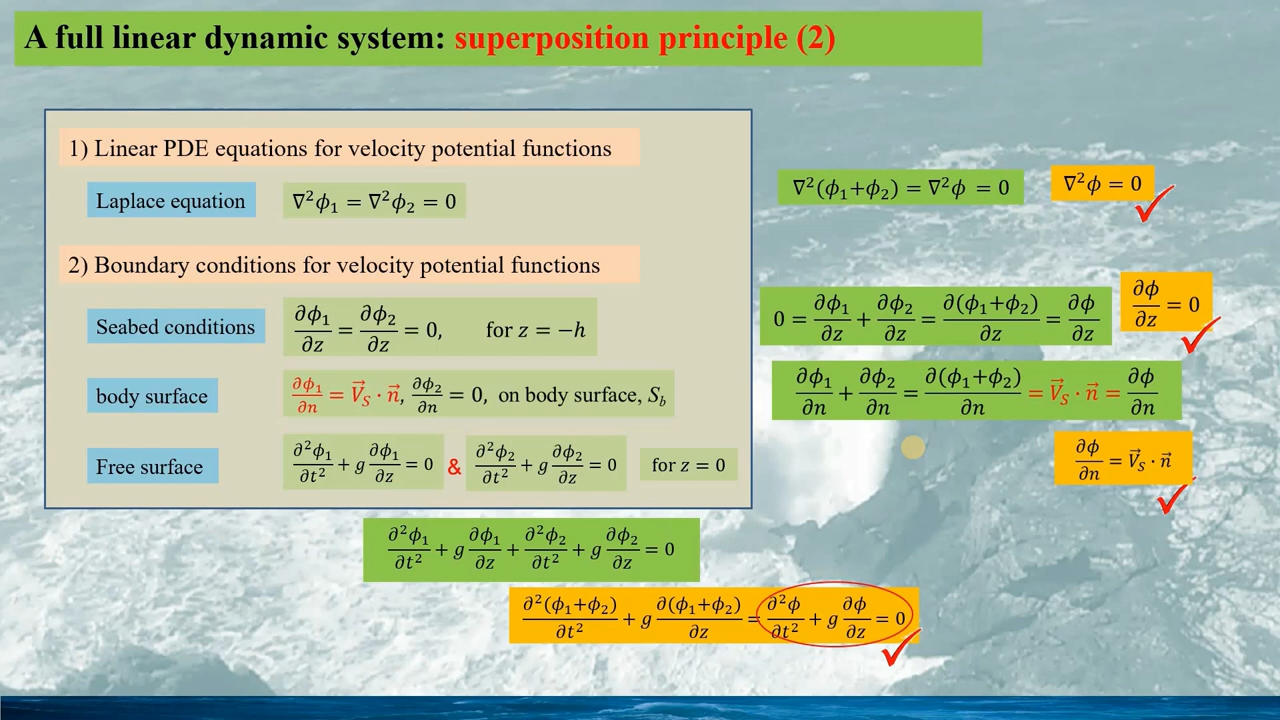 A full linear dynamic system: superposition principle (2)
1) Linear PDE equations for velocity potential functions
Laplace equation
∇²ϕ₁ = ∇²ϕ₂ = 0
∇²(ϕ₁+ϕ₂) = ∇²ϕ = 0
∇²ϕ = 0
2) Boundary conditions for velocity potential functions
Seabed conditions
∂ϕ₁/∂z = ∂ϕ₂/∂z = 0, for z = −h
0 = ∂ϕ₁/∂z + ∂ϕ₂/∂z = ∂(ϕ₁+ϕ₂)/∂z = ∂ϕ/∂z
∂ϕ/∂z = 0
body surface
∂ϕ₁/∂n = V⃗_S · n⃗, ∂ϕ₂/∂n = 0, on body surface, S_b
∂ϕ₁/∂n + ∂ϕ₂/∂n = ∂(ϕ₁+ϕ₂)/∂n = V⃗_S · n⃗ = ∂ϕ/∂n
∂ϕ/∂n = V⃗_S · n⃗
Free surface
∂²ϕ₁/∂t² + g ∂ϕ₁/∂z = 0 & ∂²ϕ₂/∂t² + g ∂ϕ₂/∂z = 0 for z = 0
∂²ϕ₁/∂t² + g ∂ϕ₁/∂z + ∂²ϕ₂/∂t² + g ∂ϕ₂/∂z = 0
∂²(ϕ₁+ϕ₂)/∂t² + g ∂(ϕ₁+ϕ₂)/∂z = ∂²ϕ/∂t² + g ∂ϕ/∂z = 0